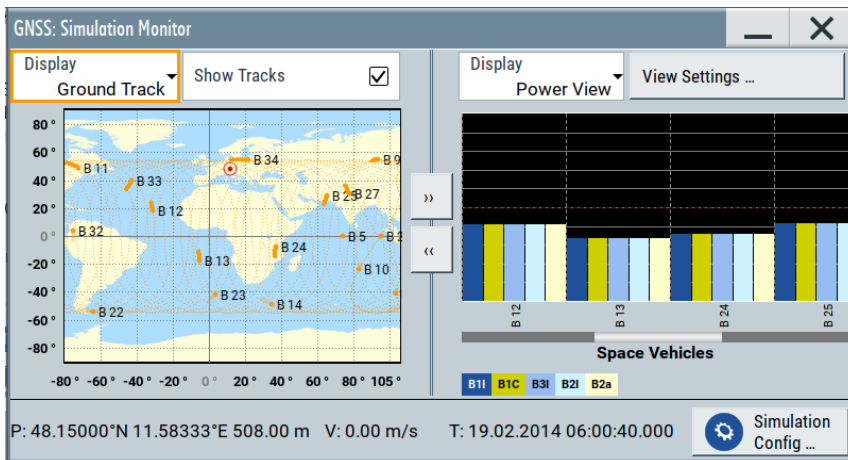 GNSS: Simulation Monitor
Display
Ground Track
Show Tracks
Display
Power View
View Settings ...
80 °
60 °
40 °
20 °
0 °
-20 °
-40 °
-60 °
-80 °
B 34
B 9
B 11
B 33
B 25
B 27
B 12
B 32
B 5
B 2
B 24
B 13
B 10
B 23
B 14
B 22
-80 ° -60 ° -40 ° -20 ° 0 ° 20 ° 40 ° 60 ° 80 ° 105 °
››
‹‹
B 12
B 13
B 24
B 25
Space Vehicles
B1I B1C B3I B2I B2a
P: 48.15000°N 11.58333°E 508.00 m V: 0.00 m/s T: 19.02.2014 06:00:40.000
Simulation
Config ...